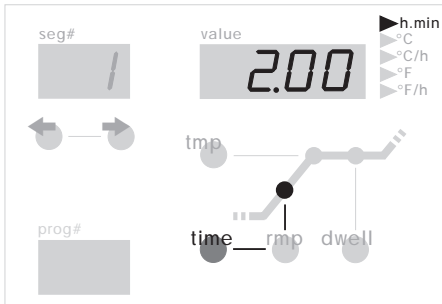 seg#
1
value
2.00
h.min
°C
°C/h
°F
°F/h
tmp
prog#
time
rmp
dwell